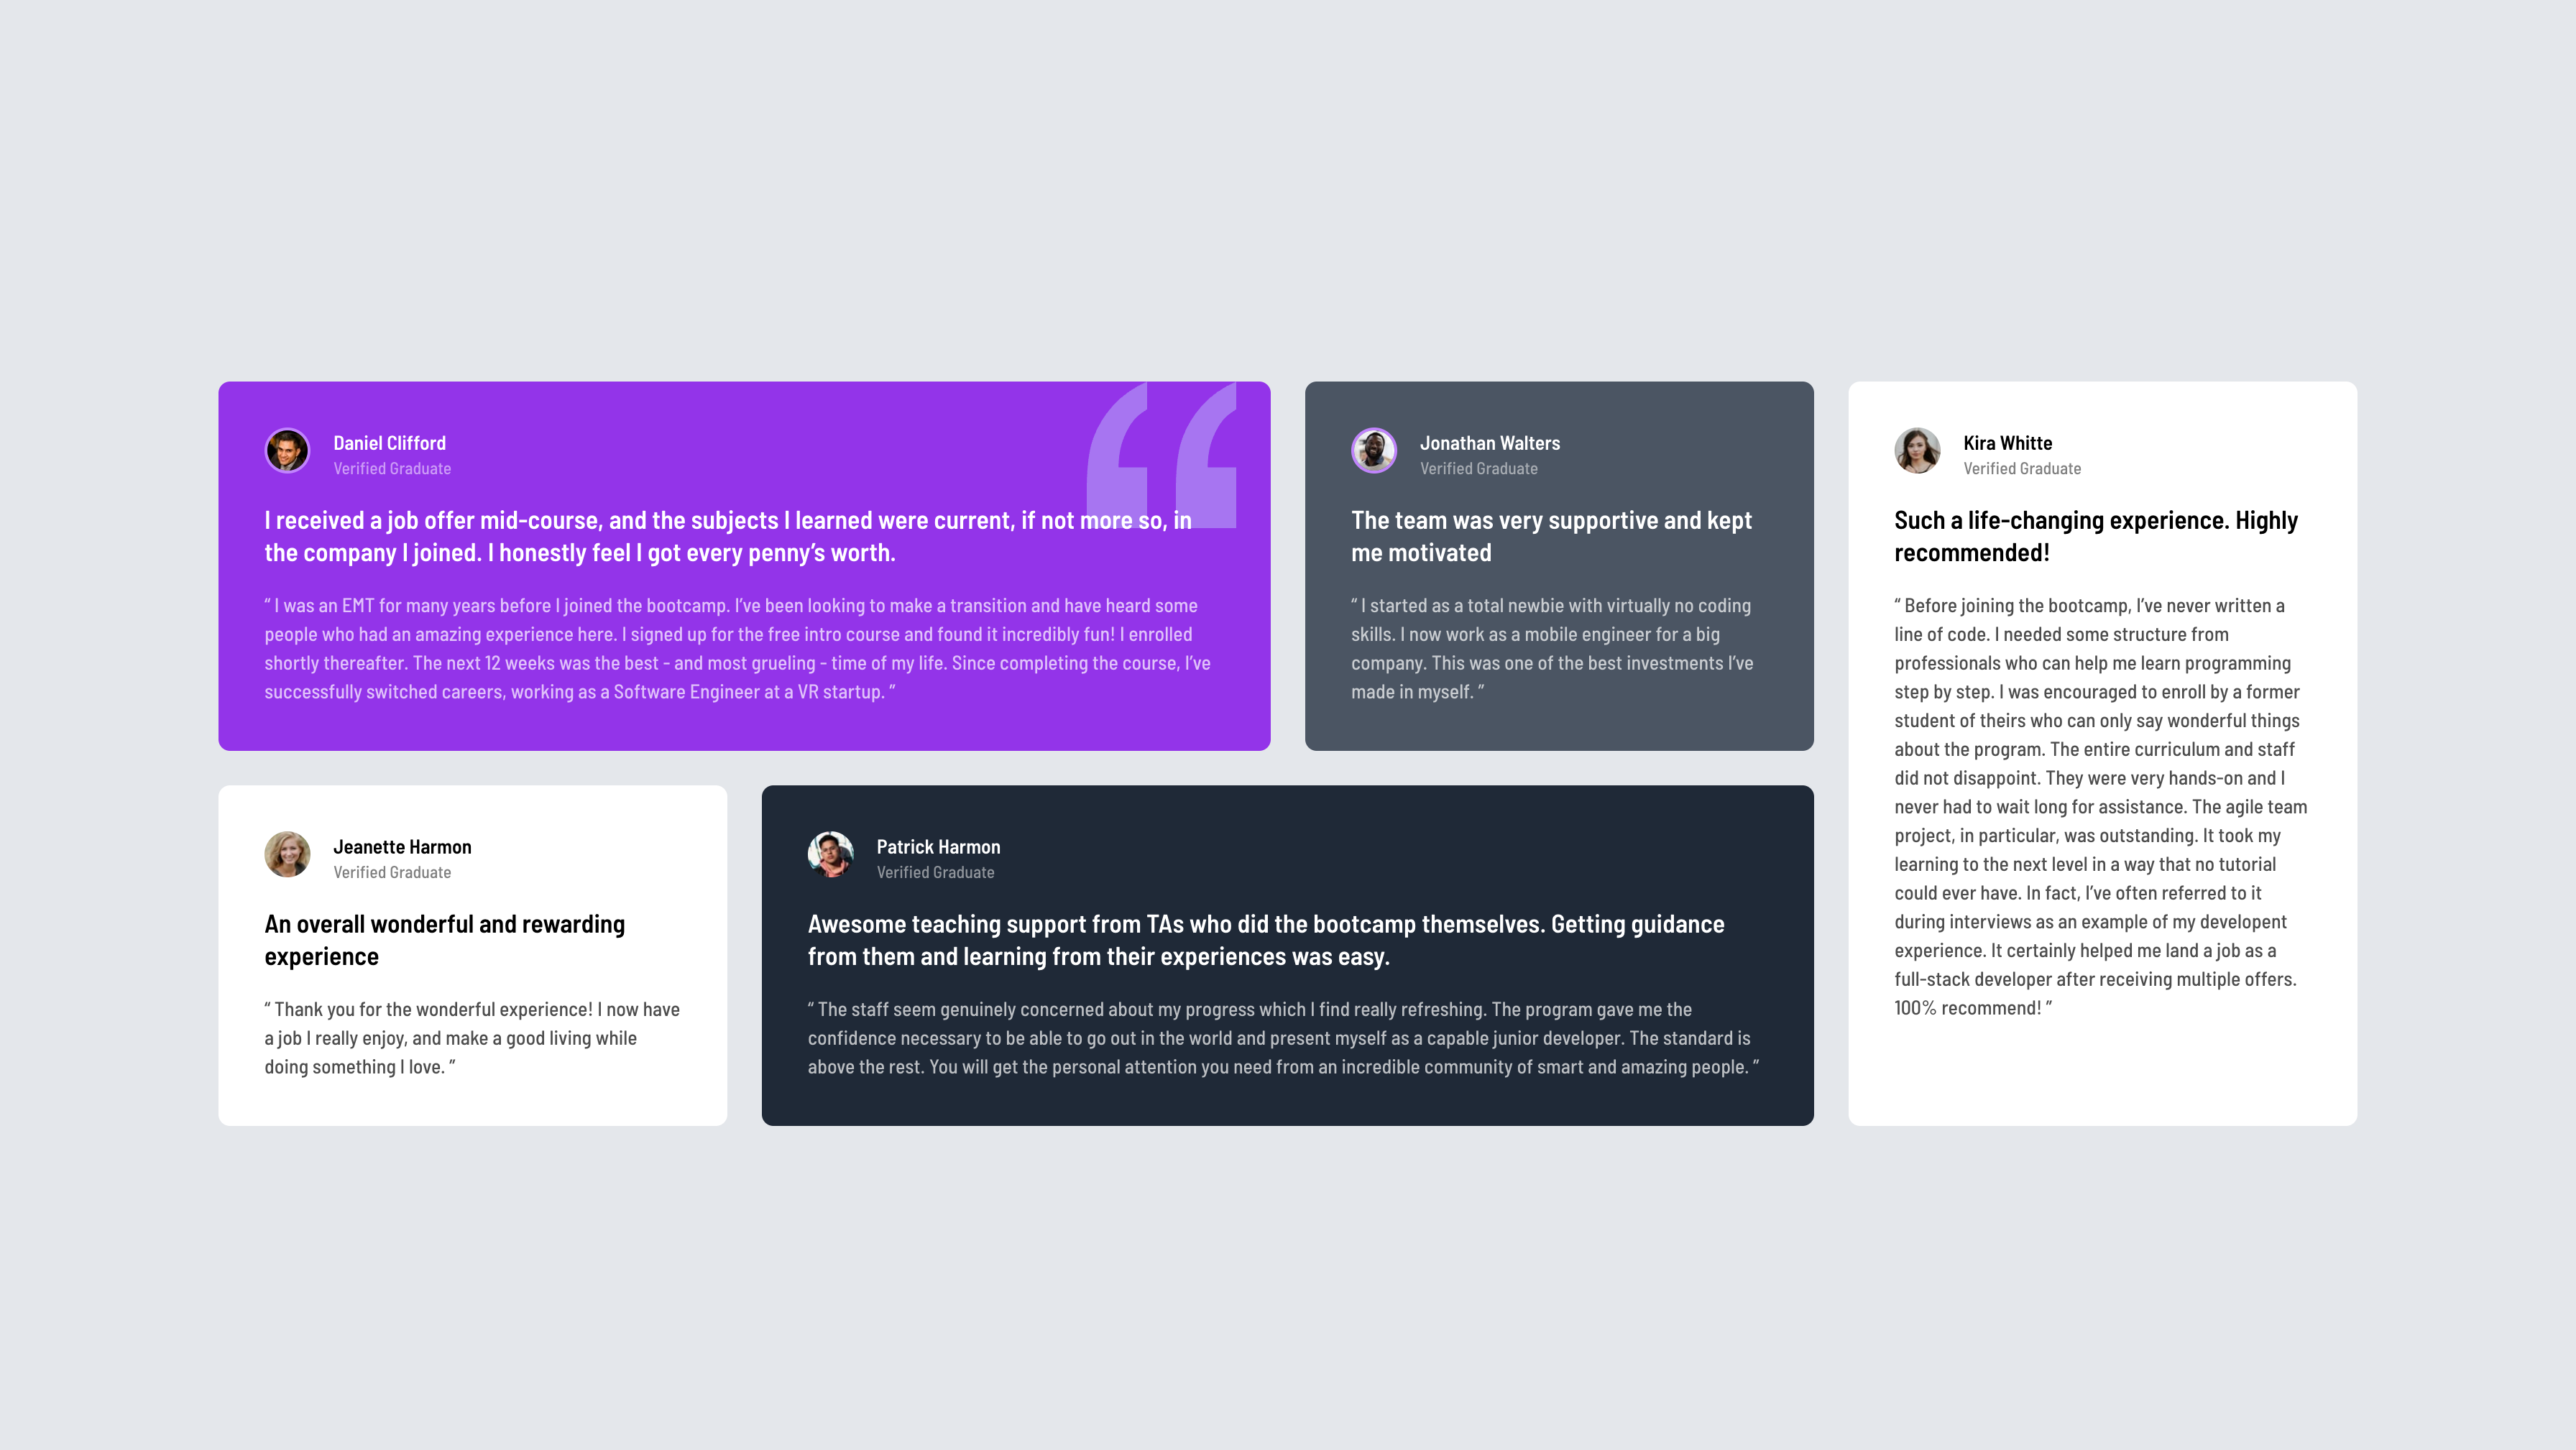 Daniel Clifford
Verified Graduate
I received a job offer mid-course, and the subjects I learned were current, if not more so, in
the company I joined. I honestly feel I got every penny’s worth.
“ I was an EMT for many years before I joined the bootcamp. I’ve been looking to make a transition and have heard some
people who had an amazing experience here. I signed up for the free intro course and found it incredibly fun! I enrolled
shortly thereafter. The next 12 weeks was the best - and most grueling - time of my life. Since completing the course, I’ve
successfully switched careers, working as a Software Engineer at a VR startup. ”
Jonathan Walters
Verified Graduate
The team was very supportive and kept
me motivated
“ I started as a total newbie with virtually no coding
skills. I now work as a mobile engineer for a big
company. This was one of the best investments I’ve
made in myself. ”
Kira Whitte
Verified Graduate
Such a life-changing experience. Highly
recommended!
“ Before joining the bootcamp, I’ve never written a
line of code. I needed some structure from
professionals who can help me learn programming
step by step. I was encouraged to enroll by a former
student of theirs who can only say wonderful things
about the program. The entire curriculum and staff
did not disappoint. They were very hands-on and I
never had to wait long for assistance. The agile team
project, in particular, was outstanding. It took my
learning to the next level in a way that no tutorial
could ever have. In fact, I’ve often referred to it
during interviews as an example of my developent
experience. It certainly helped me land a job as a
full-stack developer after receiving multiple offers.
100% recommend! ”
Jeanette Harmon
Verified Graduate
An overall wonderful and rewarding
experience
“ Thank you for the wonderful experience! I now have
a job I really enjoy, and make a good living while
doing something I love. ”
Patrick Harmon
Verified Graduate
Awesome teaching support from TAs who did the bootcamp themselves. Getting guidance
from them and learning from their experiences was easy.
“ The staff seem genuinely concerned about my progress which I find really refreshing. The program gave me the
confidence necessary to be able to go out in the world and present myself as a capable junior developer. The standard is
above the rest. You will get the personal attention you need from an incredible community of smart and amazing people. ”